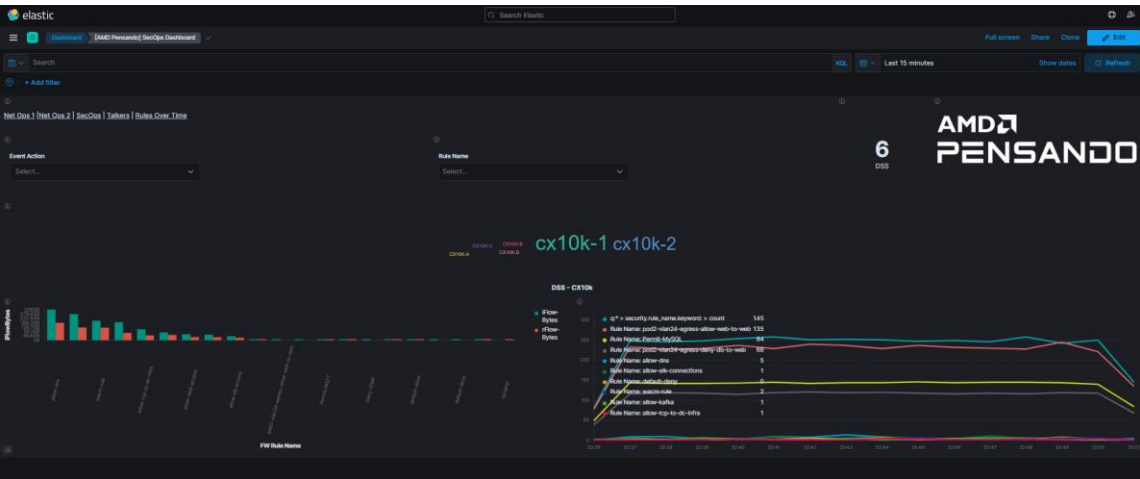 elastic
Search Elastic
D
Dashboard
[AMD Pensando] SecOps Dashboard
Full screen
Share
Clone
Edit
Search
KQL
Last 15 minutes
Show dates
Refresh
+ Add filter
Net Ops 1 |Net Ops 2 | SecOps | Talkers | Rules Over Time
AMD
PENSANDO
6
DSS
Event Action
Select...
Rule Name
Select...
CX10K-A
CX10K-C
CX10K-B
CX10K-D
cx10k-1
cx10k-2
DSS - CX10k
iFlowBytes
iFlow-Bytes
rFlow-Bytes
FW Rule Name
q:* > security.rule_name.keyword: > count 145
Rule Name: pod2-vlan24-egress-allow-web-to-web 135
Rule Name: Permit-MySQL 84
Rule Name: pod2-vlan24-egress-deny-db-to-web 68
Rule Name: allow-dns 5
Rule Name: allow-elk-connections 1
Rule Name: default-deny 6
Rule Name: wacm-rule 2
Rule Name: allow-kafka 1
Rule Name: allow-tcp-to-dc-infra 1